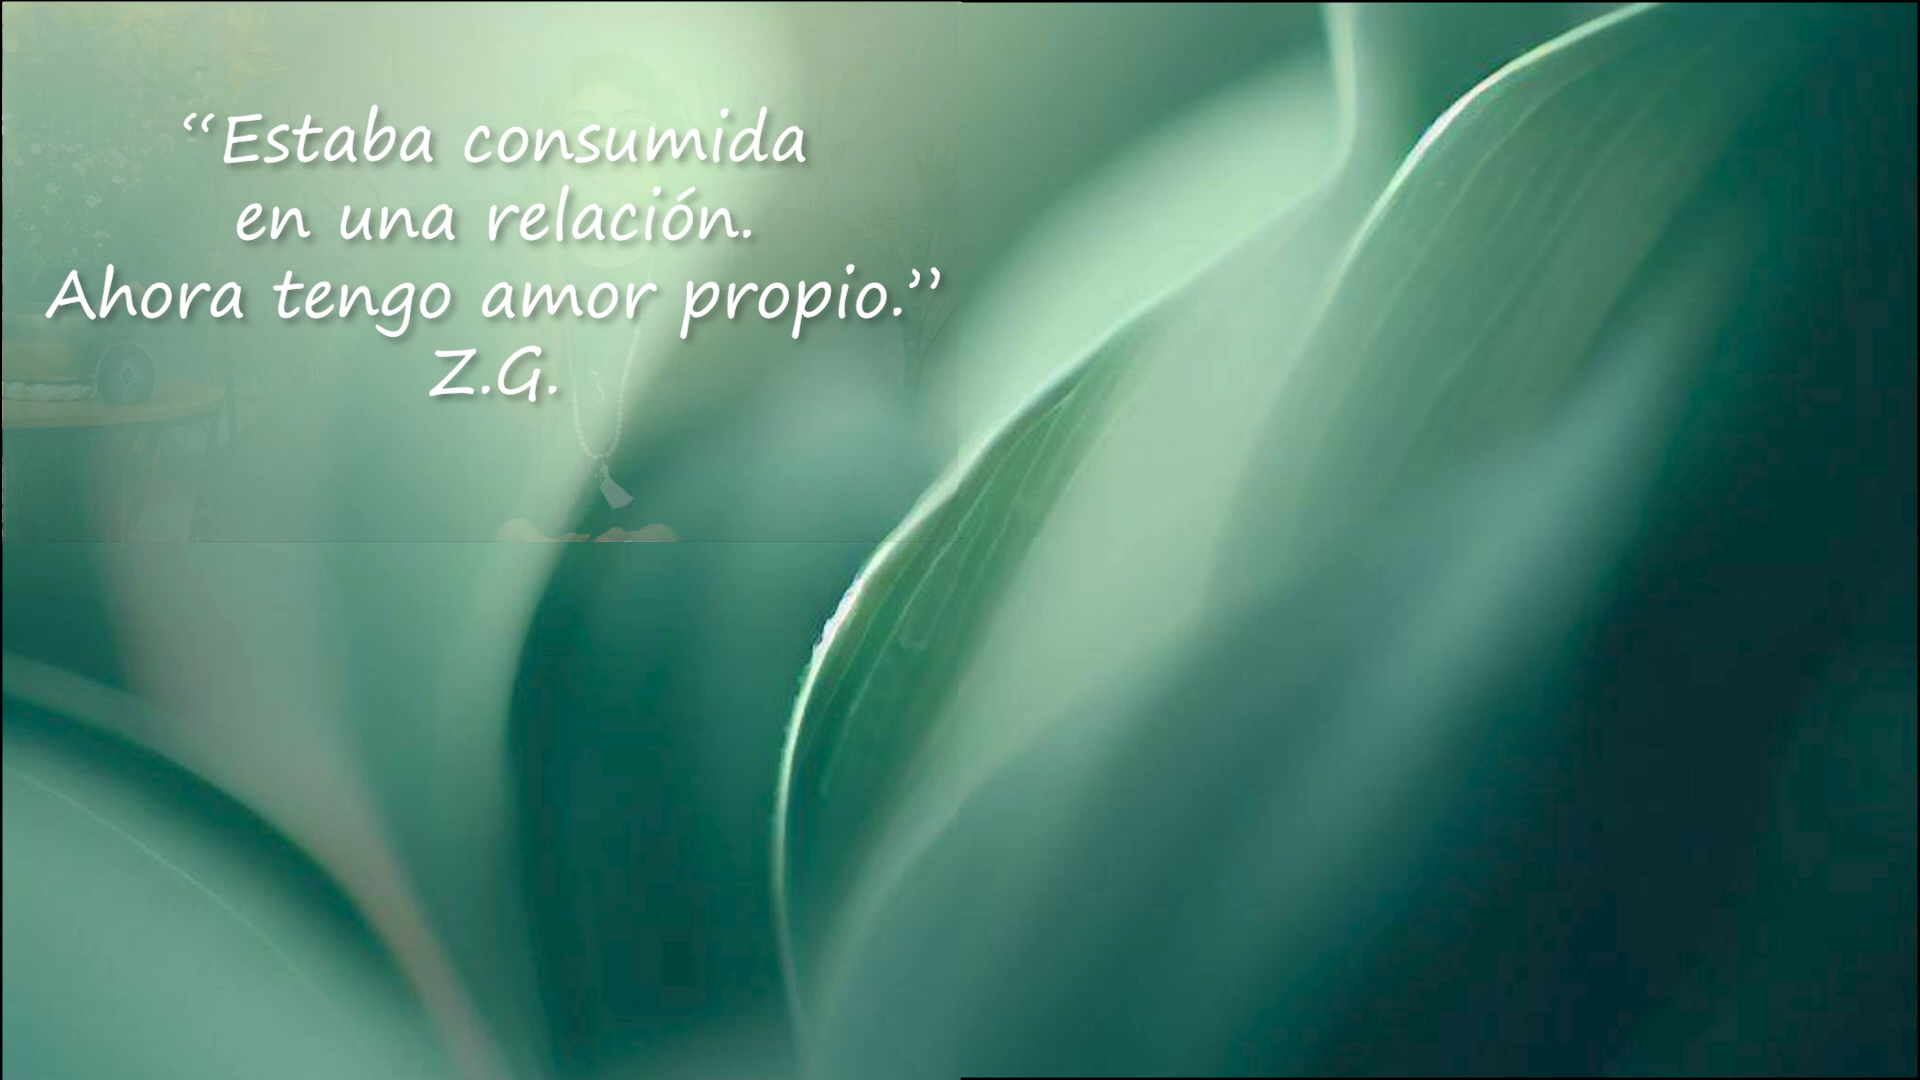 “Estaba consumida
en una relación.
Ahora tengo amor propio.”
Z.G.